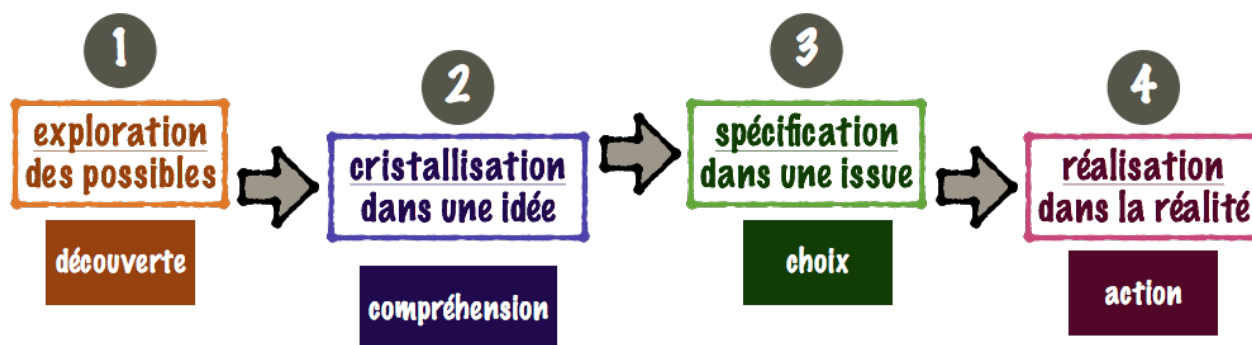 1
exploration
des possibles
découverte
2
cristallisation
dans une idée
compréhension
3
spécification
dans une issue
choix
4
réalisation
dans la réalité
action